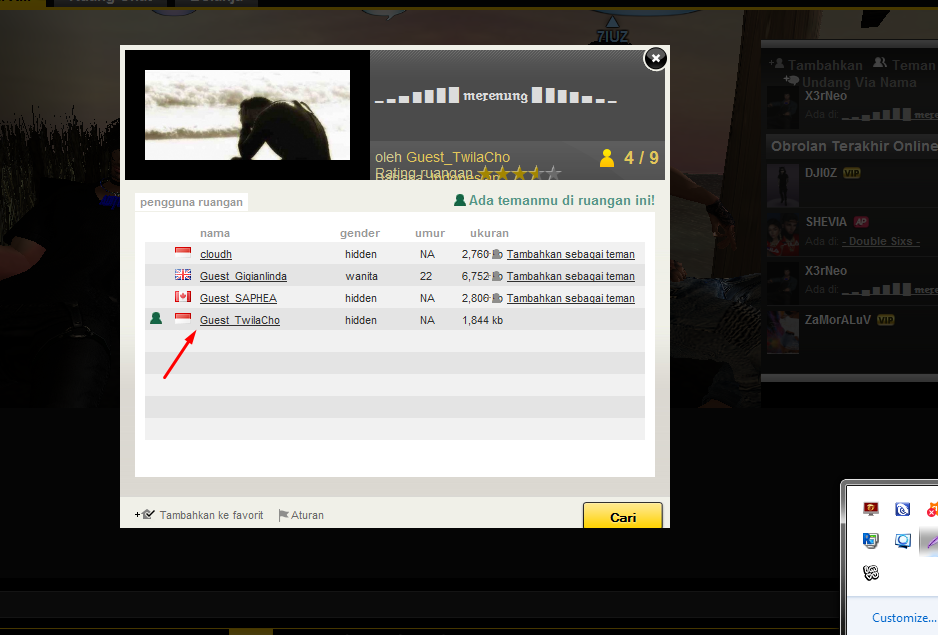 7IUZ
▁ ▂ ▃ ▅ ▆ ▇ █ merenung █ ▇ ▆ ▅ ▃ ▂ ▁
oleh Guest_TwilaCho
4 / 9
Rating ruangan
Bahasa: Indonesian
pengguna ruangan
Ada temanmu di ruangan ini!
nama gender umur ukuran
cloudh hidden NA 2,760 Tambahkan sebagai teman
Guest_Giqianlinda wanita 22 6,752 Tambahkan sebagai teman
Guest_SAPHEA hidden NA 2,806 Tambahkan sebagai teman
Guest_TwilaCho hidden NA 1,844 kb
Tambahkan ke favorit Aturan
Cari
Tambahkan Teman
Undang Via Nama
X3rNeo
Ada di:
Obrolan Terakhir Online
DJI0Z VIP
SHEVIA AP
Ada di: - Double Sixs -
X3rNeo
Ada di:
ZaMorALuV VIP
Customize...